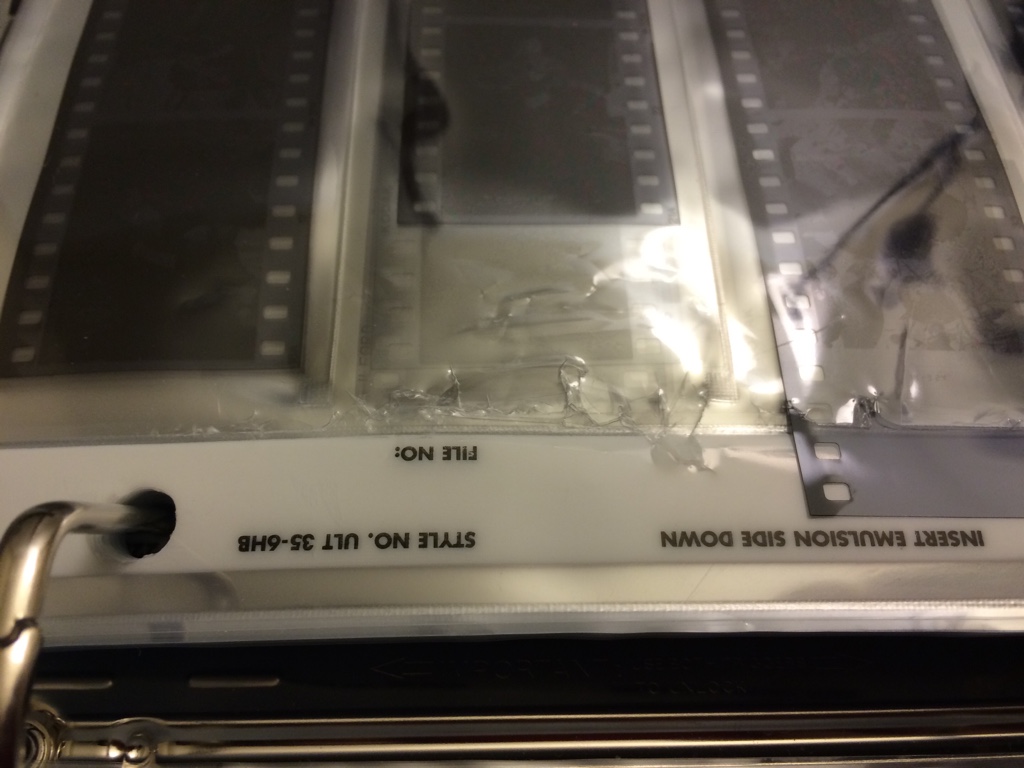 INSERT EMULSION SIDE DOWN
STYLE NO. ULT 35-6HB
FILE NO: